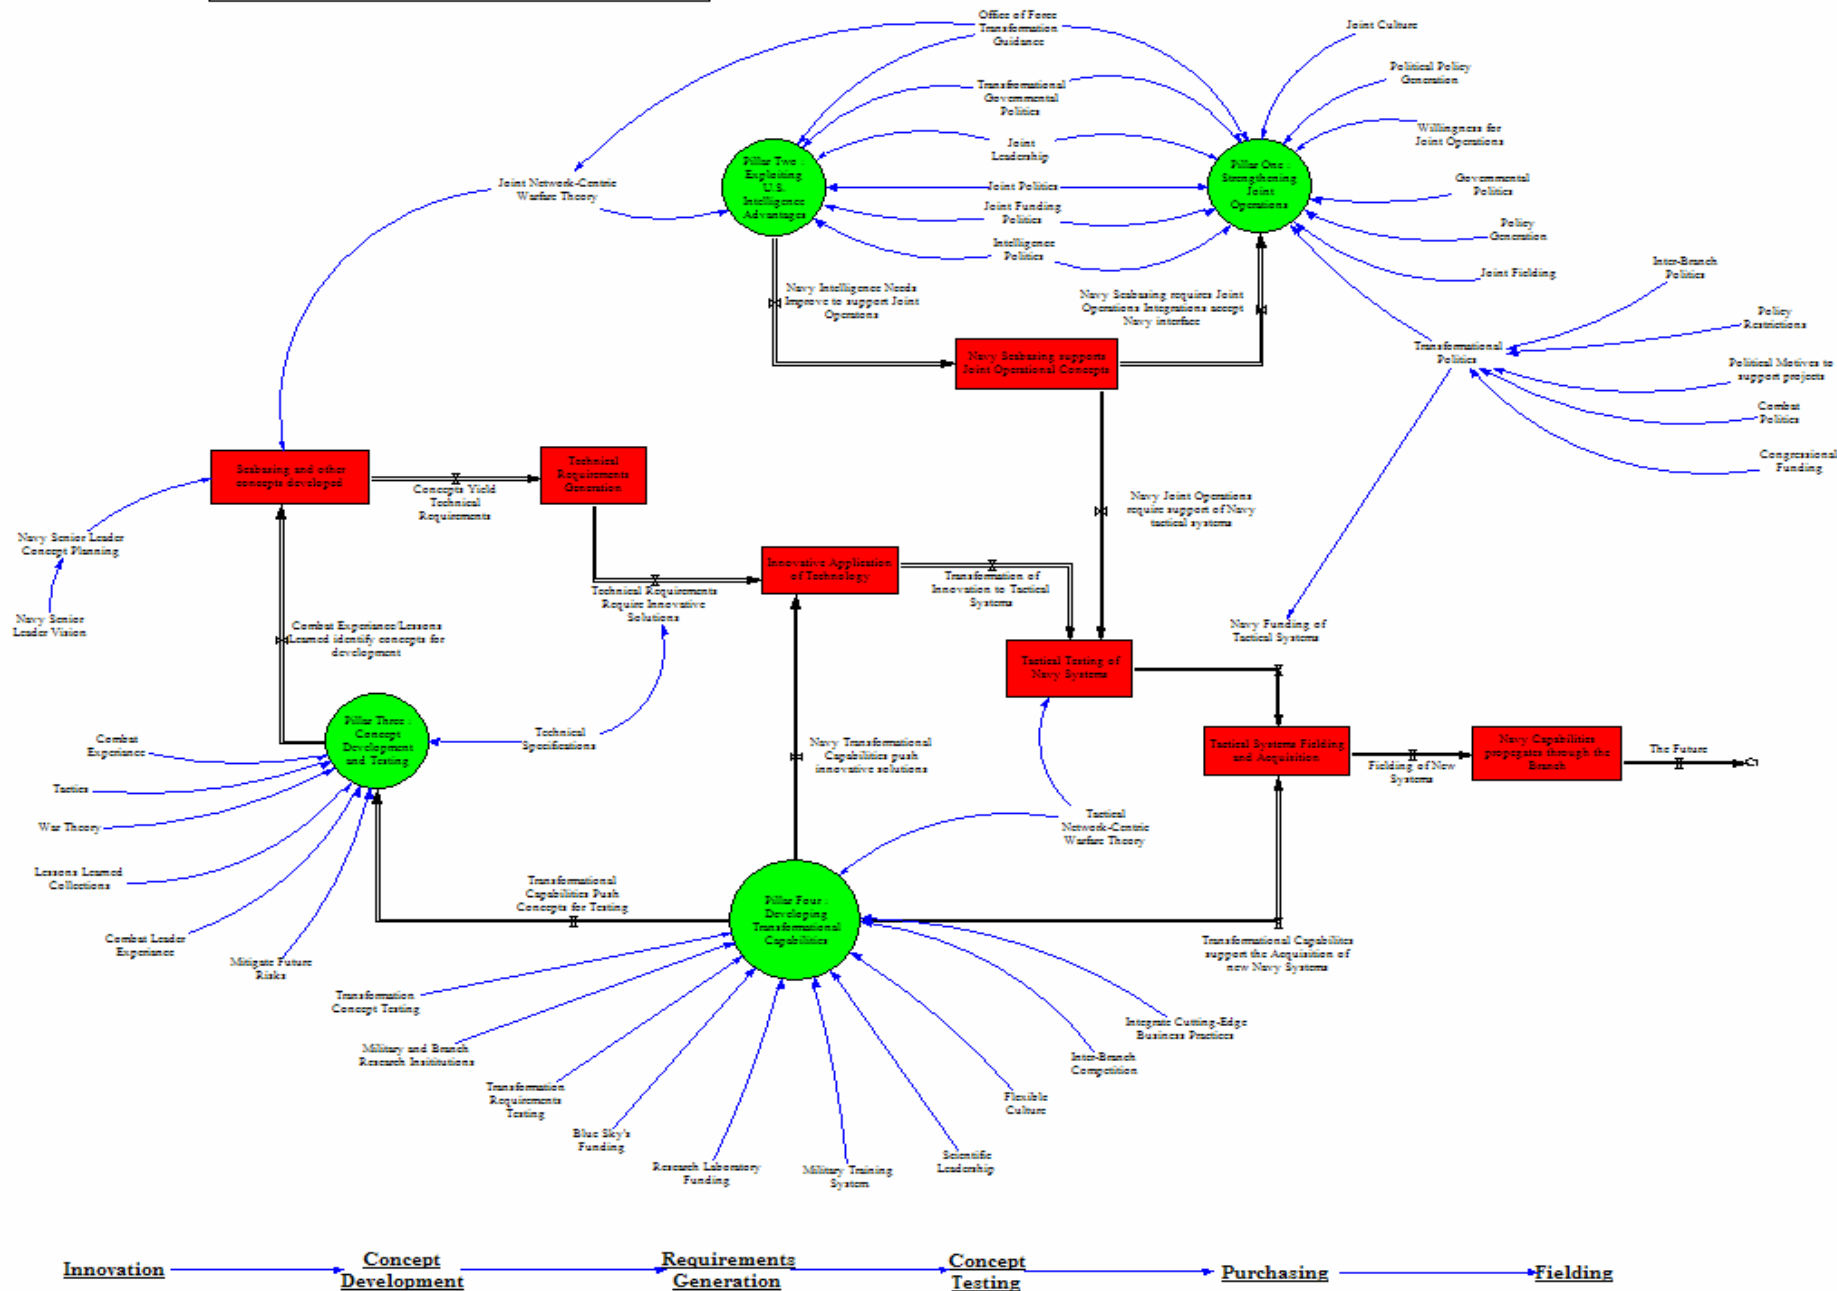 Office of Force
Transformation
Guidance
Joint Culture
Political Policy
Generation
Transformational
Governmental
Politics
Willingness for
Joint Operations
Joint
Leadership
Pillar Two :
Exploiting
U.S.
Intelligence
Advantages
Pillar One :
Strengthening
Joint
Operations
Joint Network-Centric
Warfare Theory
Joint Politics
Governmental
Politics
Joint Funding
Politics
Policy
Generation
Intelligence
Politics
Joint Fielding
Inter-Branch
Politics
Navy Intelligence Needs
Improve to support Joint
Operatons
Navy Seabasing requires Joint
Operations Integrations accept
Navy interface
Policy
Restrictions
Navy Seabasing supports
Joint Operational Concepts
Transformational
Politics
Political Motives to
support projects
Combat
Politics
Congressional
Funding
Seabasing and other
concepts developed
Concepts Yield
Technical
Requirements
Technical
Requirements
Generation
Navy Joint Operations
require support of Navy
tactical systems
Navy Senior Leader
Concept Planning
Innovative Application
of Technology
Transformation of
Innovation to Tactical
Systems
Technical Requirements
Require Innovative
Solutions
Navy Senior
Leader Vision
Combat Experiance/Lessons
Learned identify concepts for
development
Navy Funding of
Tactical Systems
Tactical Testing of
Navy Systems
Pillar Three :
Concept
Development
and Testing
Technical
Specifications
Combat
Experiance
Navy Transformational
Capabilities push
innovative solutions
Tactical Systems Fielding
and Acquisition
Fielding of New
Systems
Navy Capabilities
propegates through the
Branch
The Future
Tactics
War Theory
Tactical
Network-Centric
Warfare Theory
Lessons Learned
Collections
Transformational
Capabilities Push
Concepts for Testing
Pillar Four :
Developing
Transformational
Capabilities
Combat Leader
Experiance
Mitigate Future
Risks
Transformational Capabilites
support the Acquisition of
new Navy Systems
Transformation
Concept Testing
Integrate Cutting-Edge
Business Practices
Military and Branch
Research Insititutions
Inter-Branch
Competition
Transformation
Requirements
Testing
Flexible
Culture
Blue Sky's
Funding
Scientific
Leadership
Research Laboratory
Funding
Military Training
System
Innovation
Concept
Development
Requirements
Generation
Concept
Testing
Purchasing
Fielding